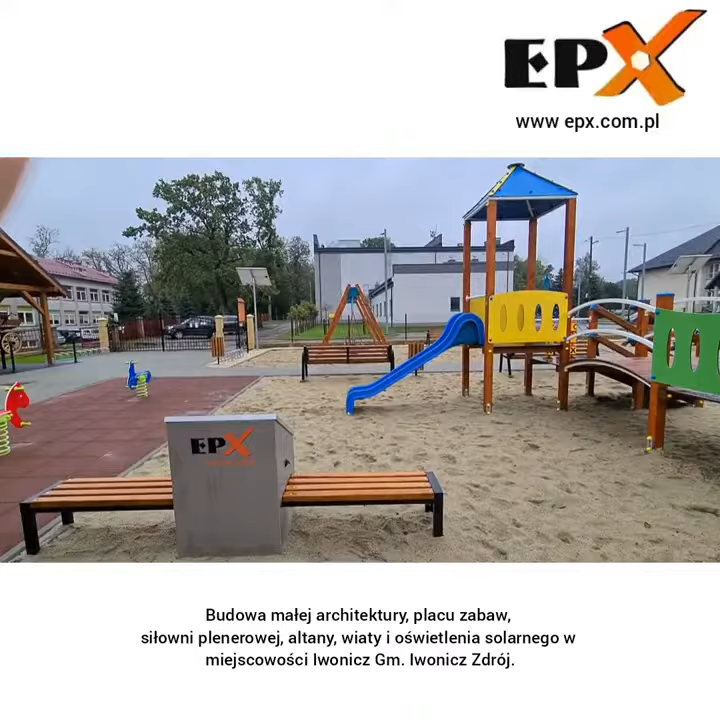 EPX
www epx.com.pl
EPX
Budowa małej architektury, placu zabaw,
siłowni plenerowej, altany, wiaty i oświetlenia solarnego w
miejscowości Iwonicz Gm. Iwonicz Zdrój.